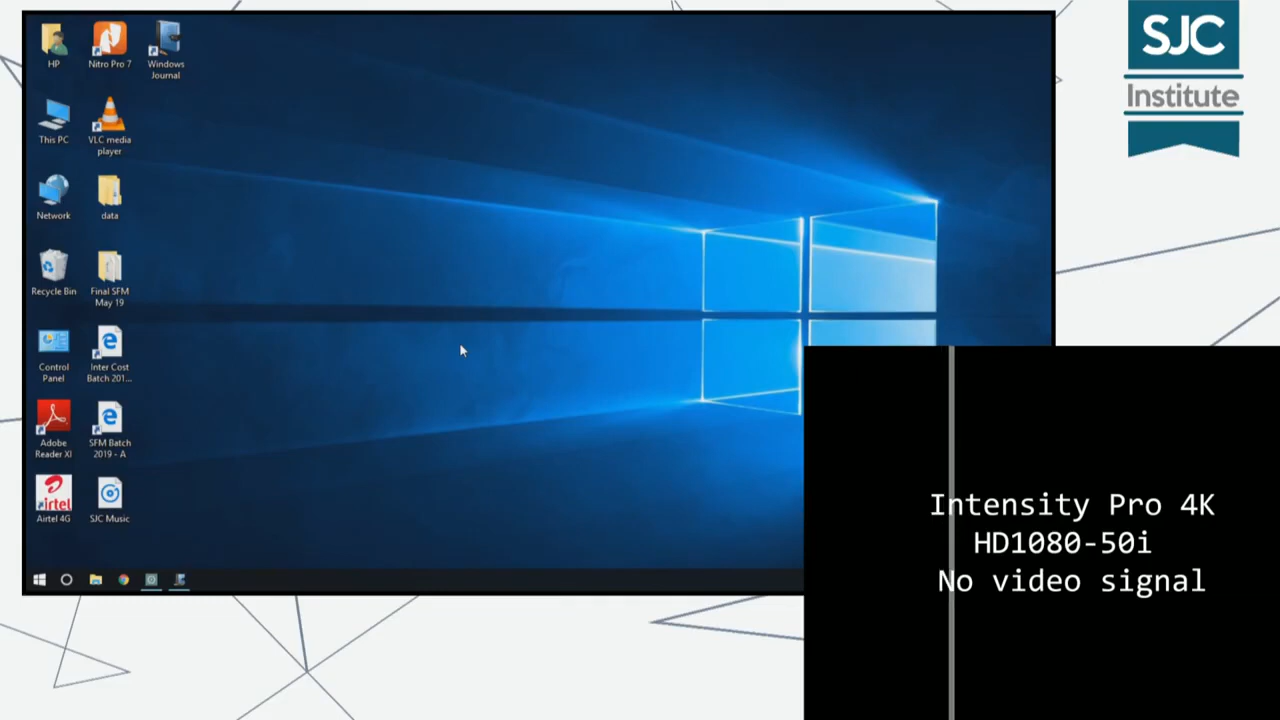 HP
Nitro Pro 7
Windows
Journal
This PC
VLC media
player
Network
data
Recycle Bin
Final SFM
May 19
Control
Panel
Inter Cost
Batch 201...
Adobe
Reader XI
SFM Batch
2019 - A
airtel
Airtel 4G
SJC Music
SJC
Institute
Intensity Pro 4K
HD1080-50i
No video signal